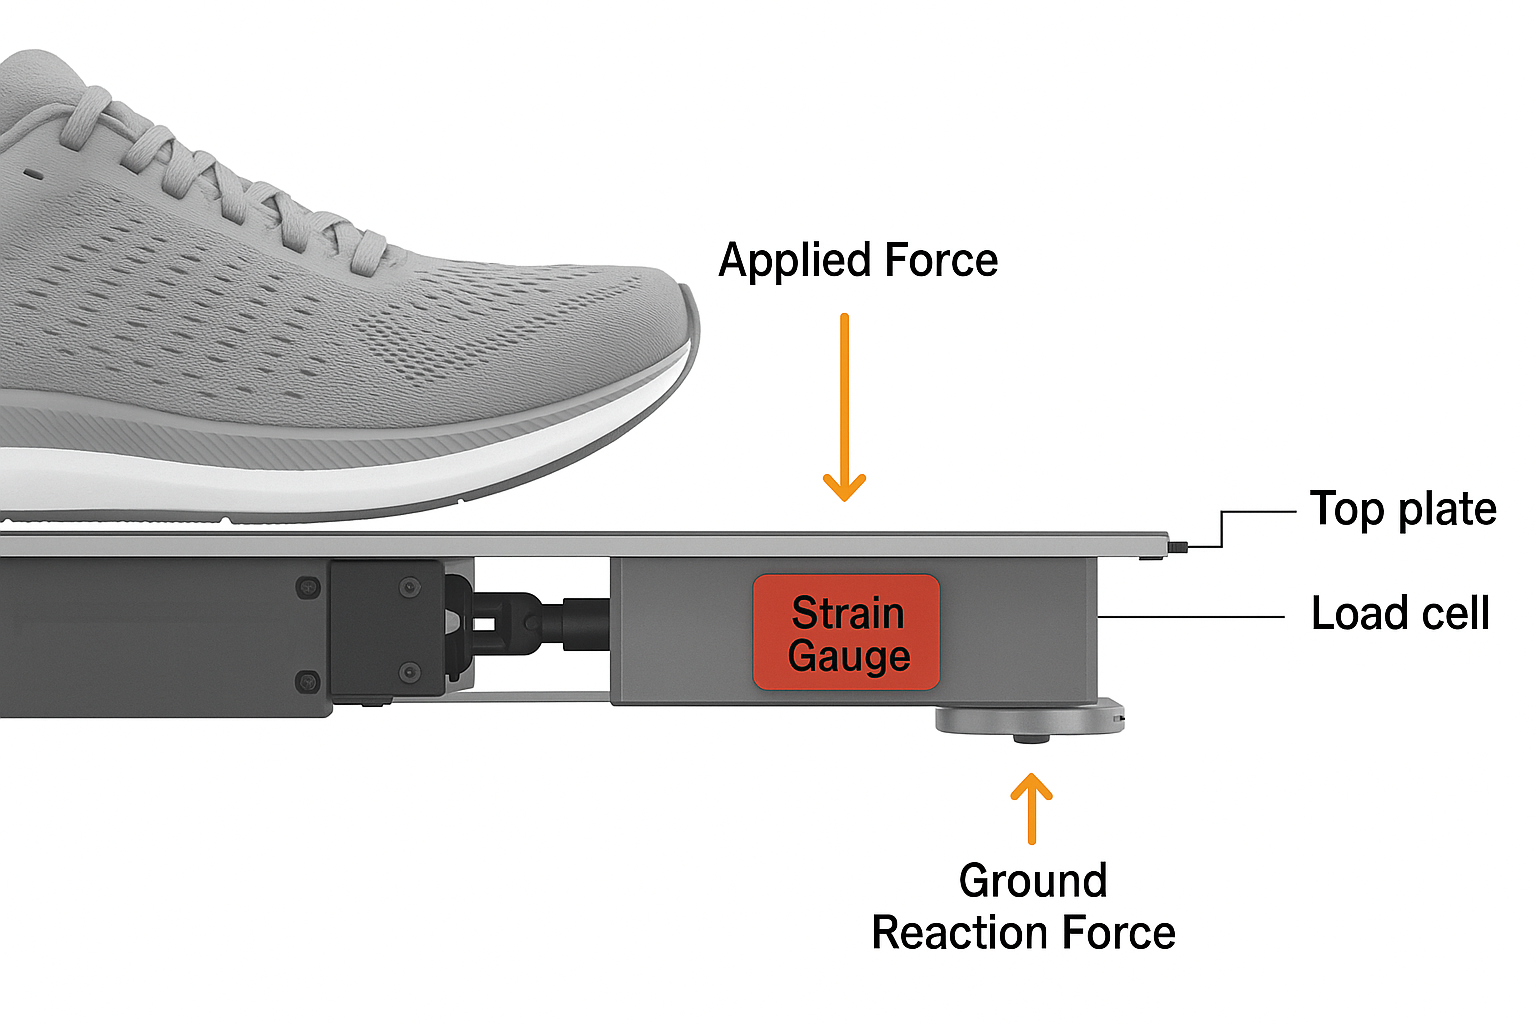 Applied Force
Top plate
Strain
Gauge
Load cell
Ground
Reaction Force